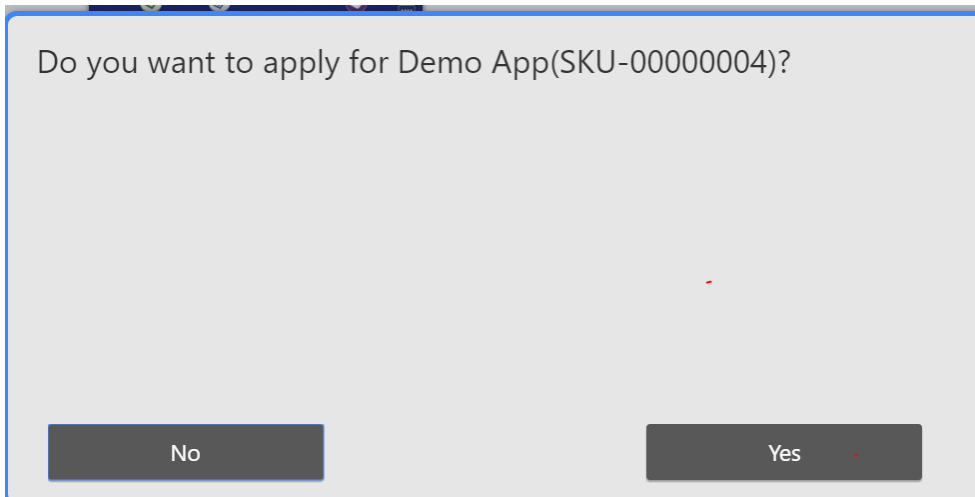 Do you want to apply for Demo App(SKU-00000004)?
No
Yes